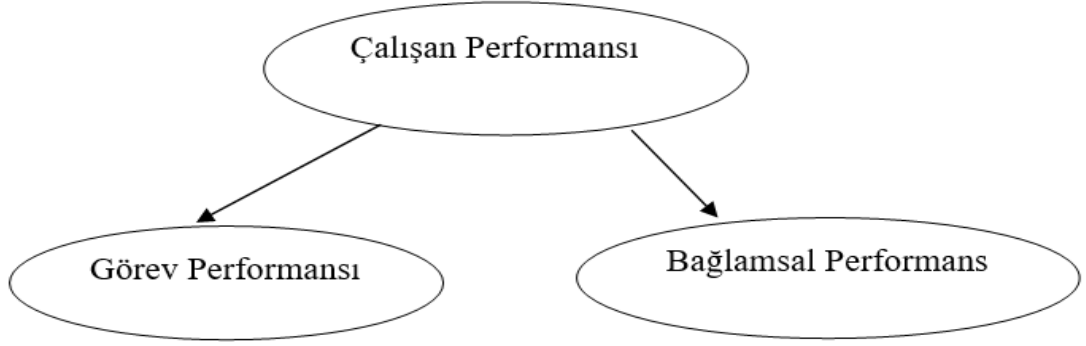 Çalışan Performansı
Görev Performansı
Bağlamsal Performans